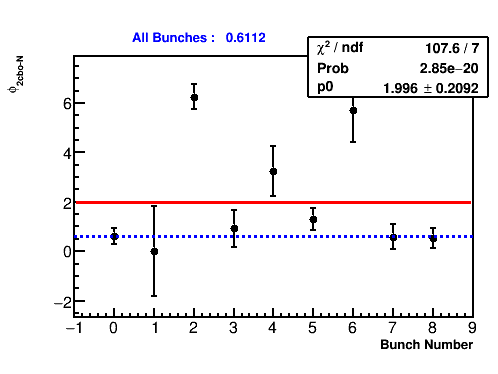 All Bunches :   0.6112
χ² / ndf   107.6 / 7
Prob   2.85e−20
p0   1.996 ± 0.2092
ϕ_2cbo-N
6
4
2
0
−2
−1 0 1 2 3 4 5 6 7 8 9
Bunch Number